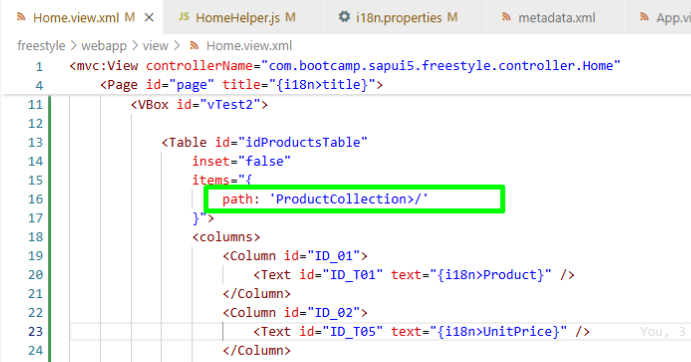 Home.view.xml M JS HomeHelper.js i18n.properties M metadata.xml App.vi
freestyle > webapp > view > Home.view.xml
1 <mvc:View controllerName="com.bootcamp.sapui5.freestyle.controller.Home"
4 <Page id="page" title="{i18n>title}">
11 <VBox id="vTest2">
12
13 <Table id="idProductsTable"
14 inset="false"
15 items="{
16 path: 'ProductCollection>/'
17 }">
18 <columns>
19 <Column id="ID_01">
20 <Text id="ID_T01" text="{i18n>Product}" />
21 </Column>
22 <Column id="ID_02">
23 <Text id="ID_T05" text="{i18n>UnitPrice}" /> You, 3
24 </Column>